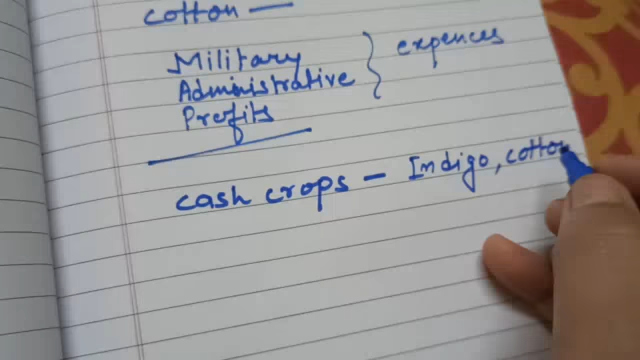 cotton —
Military
Administrative } expences
Profits
cash crops – Indigo, cotton